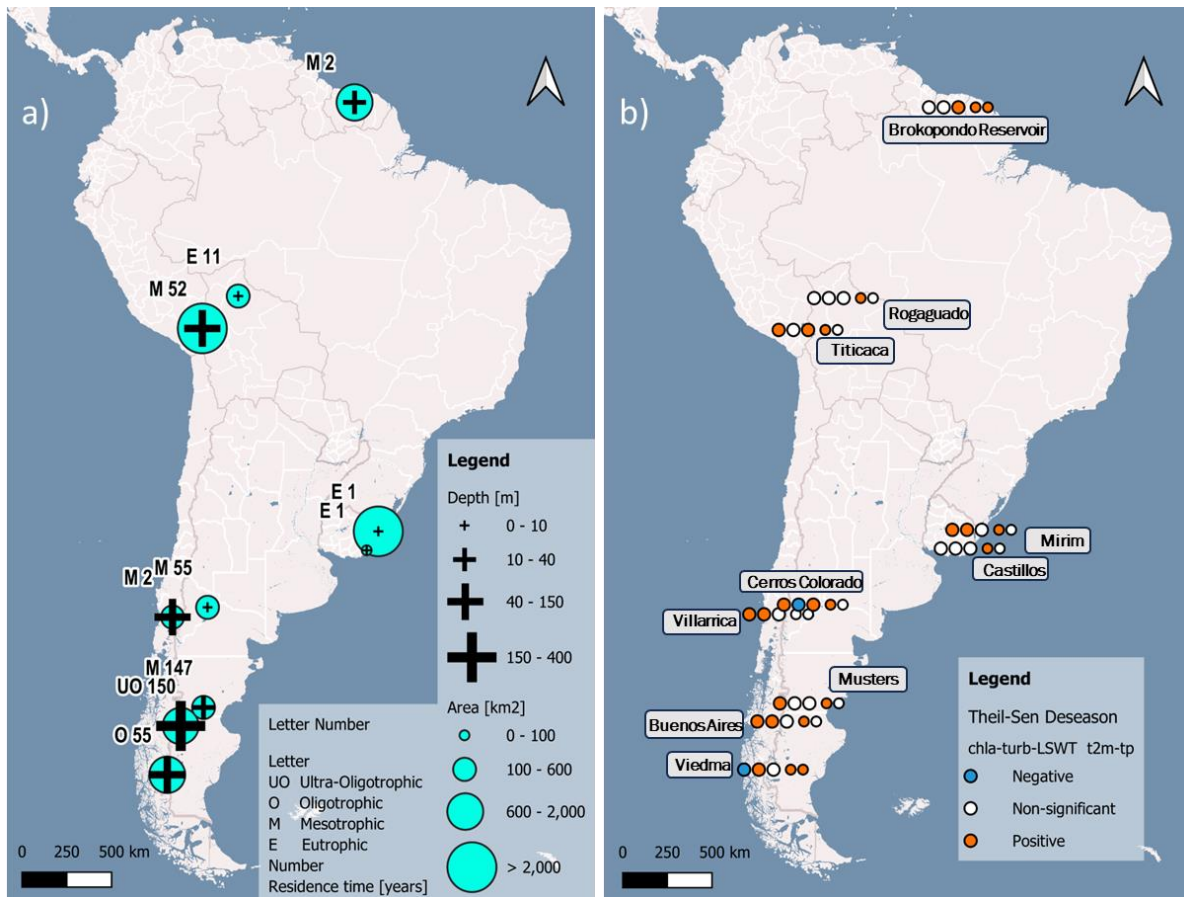 a)
M 2
E 11
M 52
E 1
E 1
M 55
M 2
M 147
UO 150
O 55
0 250 500 km
Letter Number
Letter
UO Ultra-Oligotrophic
O Oligotrophic
M Mesotrophic
E Eutrophic
Number
Residence time [years]
Legend
Depth [m]
0 - 10
10 - 40
40 - 150
150 - 400
Area [km2]
0 - 100
100 - 600
600 - 2,000
> 2,000
b)
Brokopondo Reservoir
Rogaguado
Titicaca
Mirim
Castillos
Cerros Colorado
Villarrica
Musters
Buenos Aires
Viedma
0 250 500 km
Legend
Theil-Sen Deseason
chla-turb-LSWT t2m-tp
Negative
Non-significant
Positive